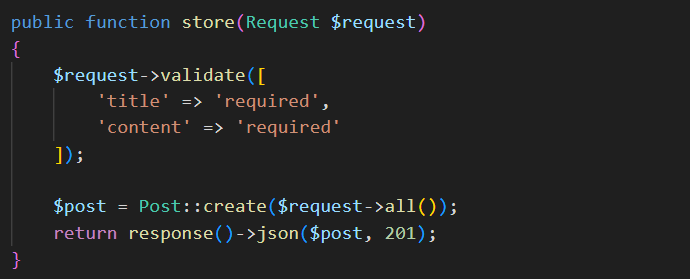 public function store(Request $request)
{
    $request->validate([
        'title' => 'required',
        'content' => 'required'
    ]);

    $post = Post::create($request->all());
    return response()->json($post, 201);
}